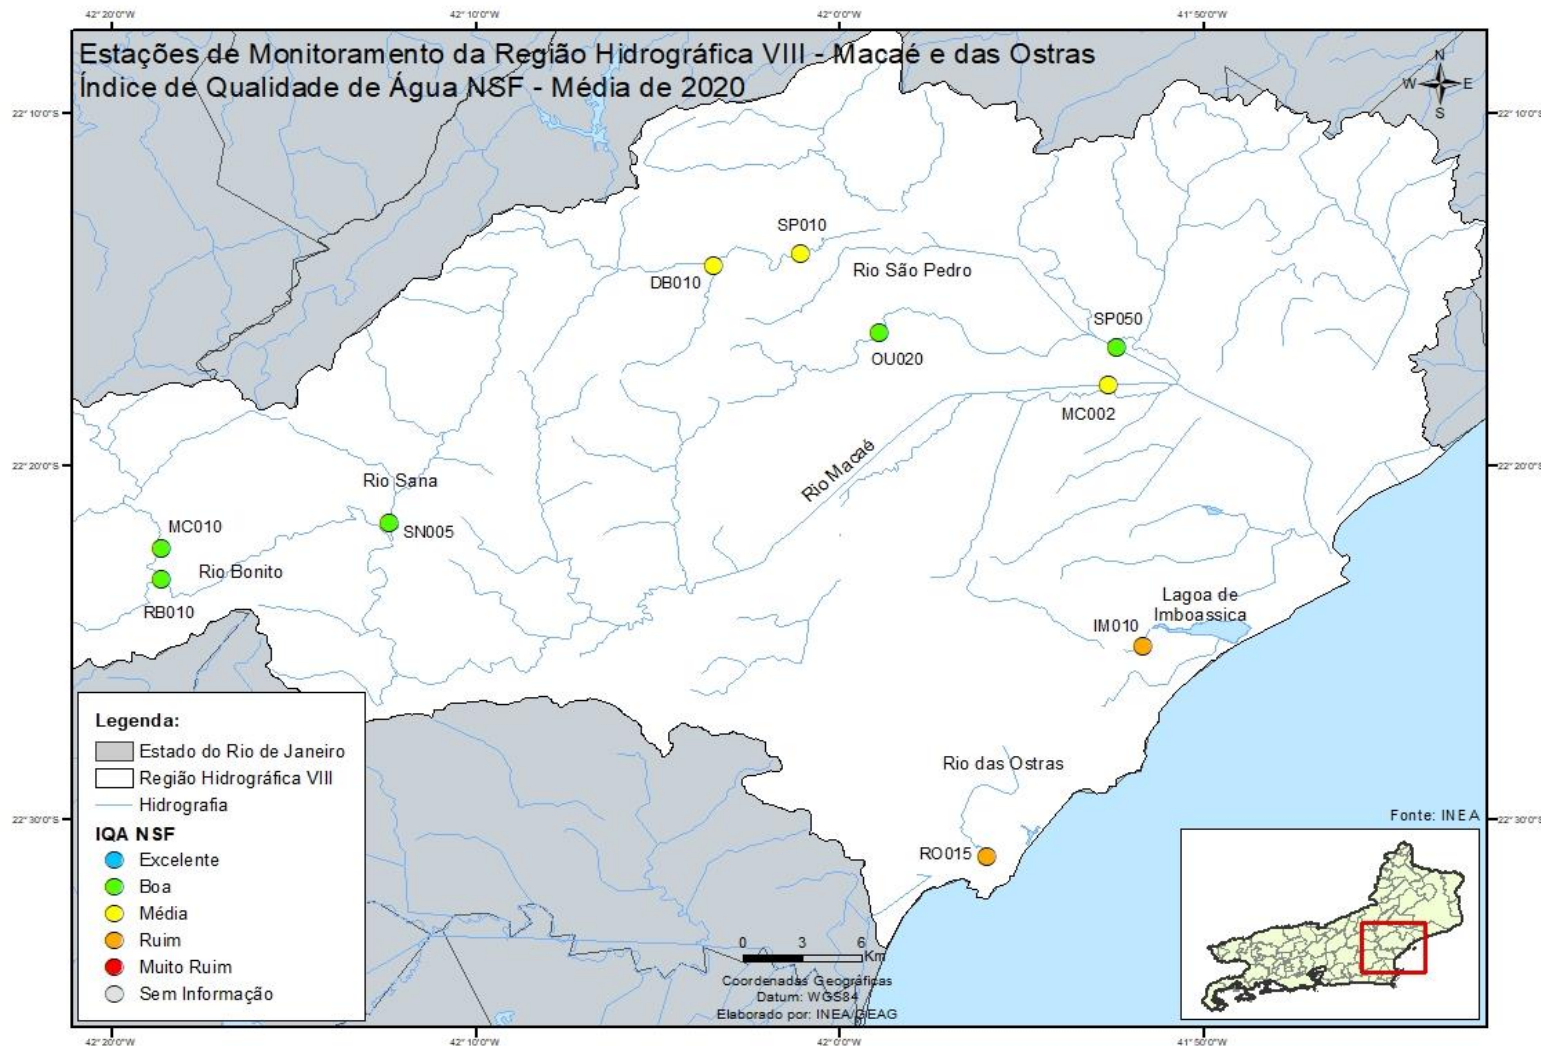 42°20'0"W 42°10'0"W 42°0'0"W 41°50'0"W
Estações de Monitoramento da Região Hidrográfica VIII - Macaé e das Ostras
Índice de Qualidade de Água NSF - Média de 2020
N
W E
S
22°10'0"S 22°10'0"S
SP010
DB010
Rio São Pedro
SP050
OU020
MC002
22°20'0"S 22°20'0"S
Rio Macaé
Rio Sana
SN005
MC010
Rio Bonito
RB010
Lagoa de
Imboassica
IM010
Rio das Ostras
RO015
22°30'0"S 22°30'0"S
Legenda:
Estado do Rio de Janeiro
Região Hidrográfica VIII
Hidrografia
IQA NSF
Excelente
Boa
Média
Ruim
Muito Ruim
Sem Informação
Fonte: INEA
0 3 6
Km
Coordenadas Geográficas
Datum: WGS84
Elaborado por: INEA/GEAG
42°20'0"W 42°10'0"W 42°0'0"W 41°50'0"W